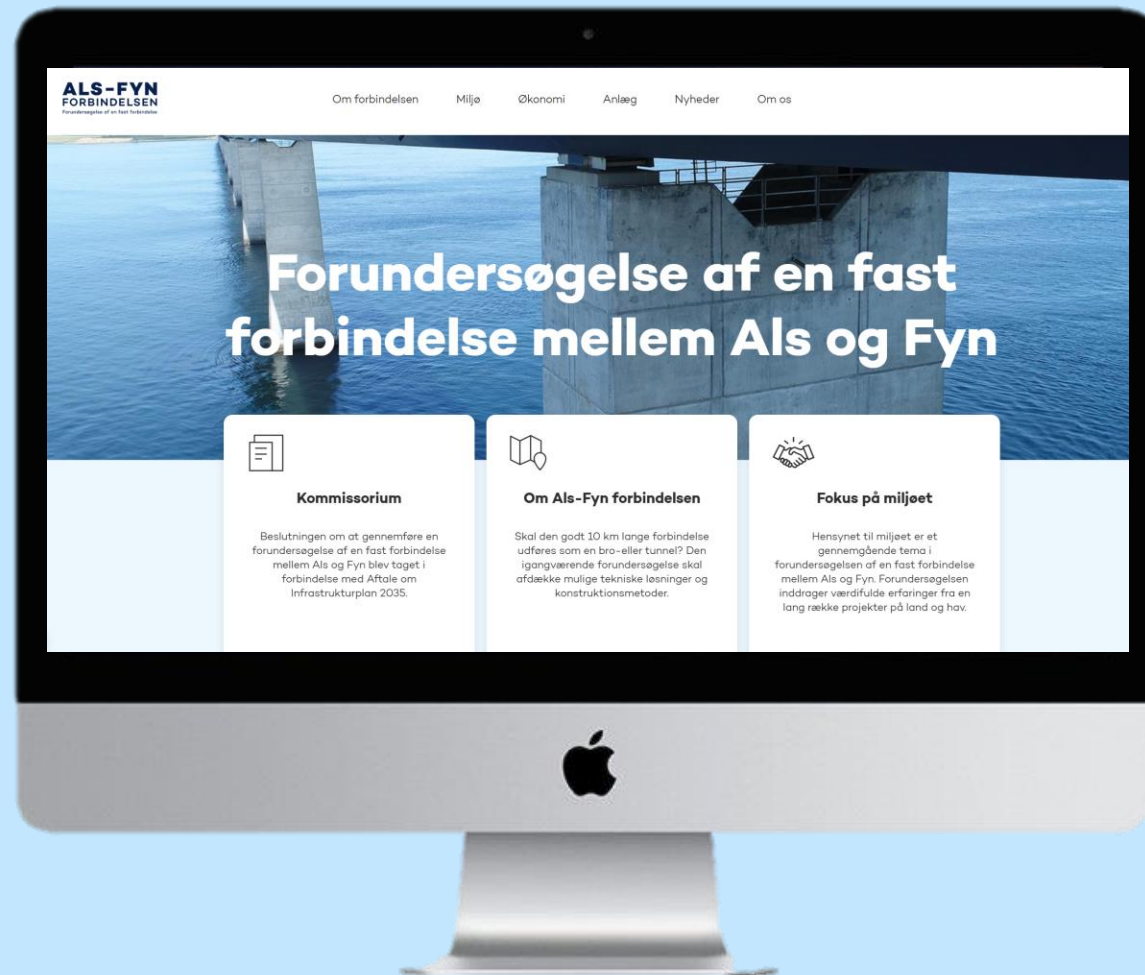 ALS-FYN
FORBINDELSEN
Forundersøgelse af en fast forbindelse
Om forbindelsen Miljø Økonomi Anlæg Nyheder Om os
Forundersøgelse af en fast
forbindelse mellem Als og Fyn
Kommissorium
Beslutningen om at gennemføre en
forundersøgelse af en fast forbindelse
mellem Als og Fyn blev taget i
forbindelse med Aftale om
Infrastrukturplan 2035.
Om Als-Fyn forbindelsen
Skal den godt 10 km lange forbindelse
udføres som en bro-eller tunnel? Den
igangværende forundersøgelse skal
afdække mulige tekniske løsninger og
konstruktionsmetoder.
Fokus på miljøet
Hensynet til miljøet er et
gennemgående tema i
forundersøgelsen af en fast forbindelse
mellem Als og Fyn. Forundersøgelsen
inddrager værdifulde erfaringer fra en
lang række projekter på land og hav.